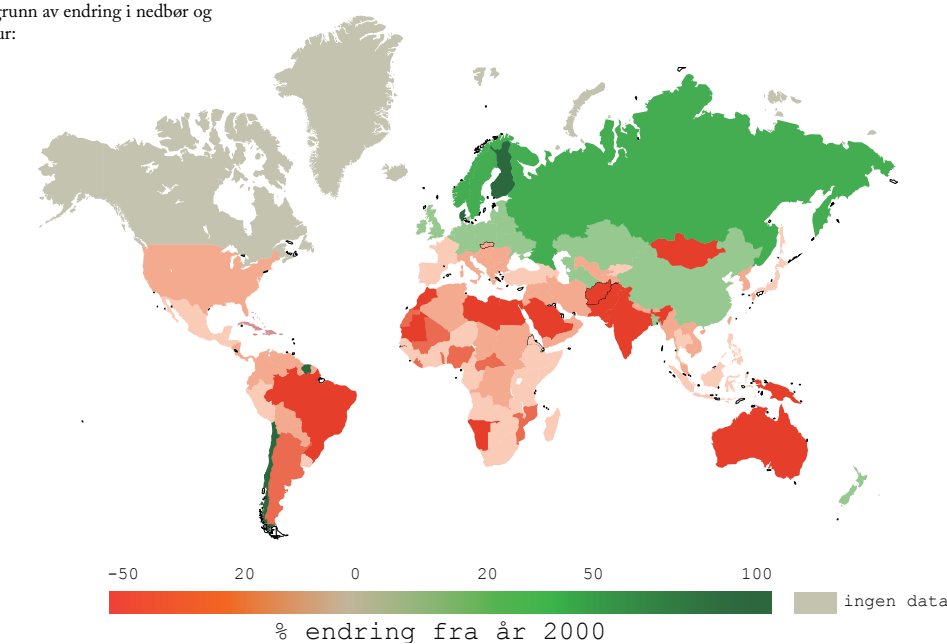 grunn av endring i nedbør og
ur:
-50 20 0 20 50 100
ingen data
% endring fra år 2000